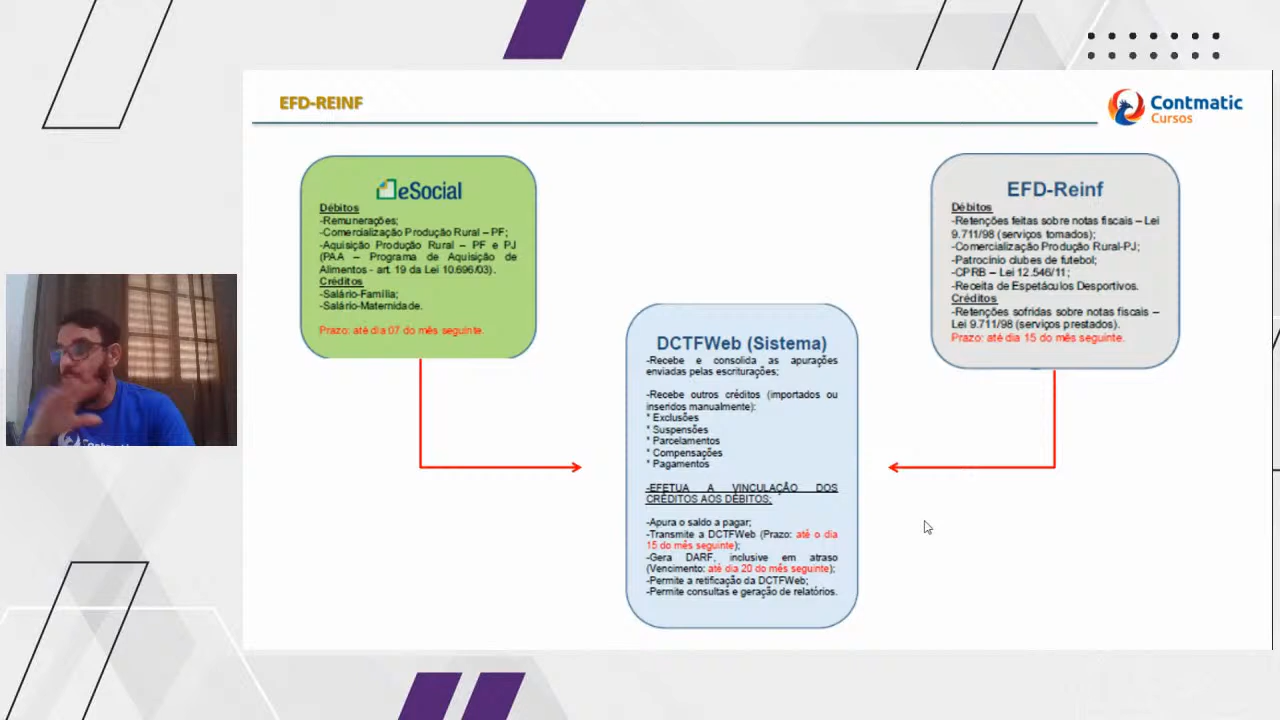 EFD-REINF
Contmatic
Cursos
eSocial
Débitos
-Remunerações;
-Comercialização Produção Rural – PF;
-Aquisição Produção Rural – PF e PJ
(PAA – Programa de Aquisição de
Alimentos - art. 19 da Lei 10.696/03).
Créditos
-Salário-Família;
-Salário-Maternidade.
Prazo: até dia 07 do mês seguinte.
EFD-Reinf
Débitos
-Retenções feitas sobre notas fiscais – Lei
9.711/98 (serviços tomados);
-Comercialização Produção Rural-PJ;
-Patrocínio clubes de futebol;
-CPRB – Lei 12.546/11;
-Receita de Espetáculos Desportivos.
Créditos
-Retenções sofridas sobre notas fiscais –
Lei 9.711/98 (serviços prestados).
Prazo: até dia 15 do mês seguinte.
DCTFWeb (Sistema)
-Recebe e consolida as apurações
enviadas pelas escriturações;
-Recebe outros créditos (importados ou
inseridos manualmente):
* Exclusões
* Suspensões
* Parcelamentos
* Compensações
* Pagamentos
-EFETUA A VINCULAÇÃO DOS
CRÉDITOS AOS DÉBITOS;
-Apura o saldo a pagar;
-Transmite a DCTFWeb (Prazo: até o dia
15 do mês seguinte);
-Gera DARF, inclusive em atraso
(Vencimento: até dia 20 do mês seguinte);
-Permite a retificação da DCTFWeb;
-Permite consultas e geração de relatórios.